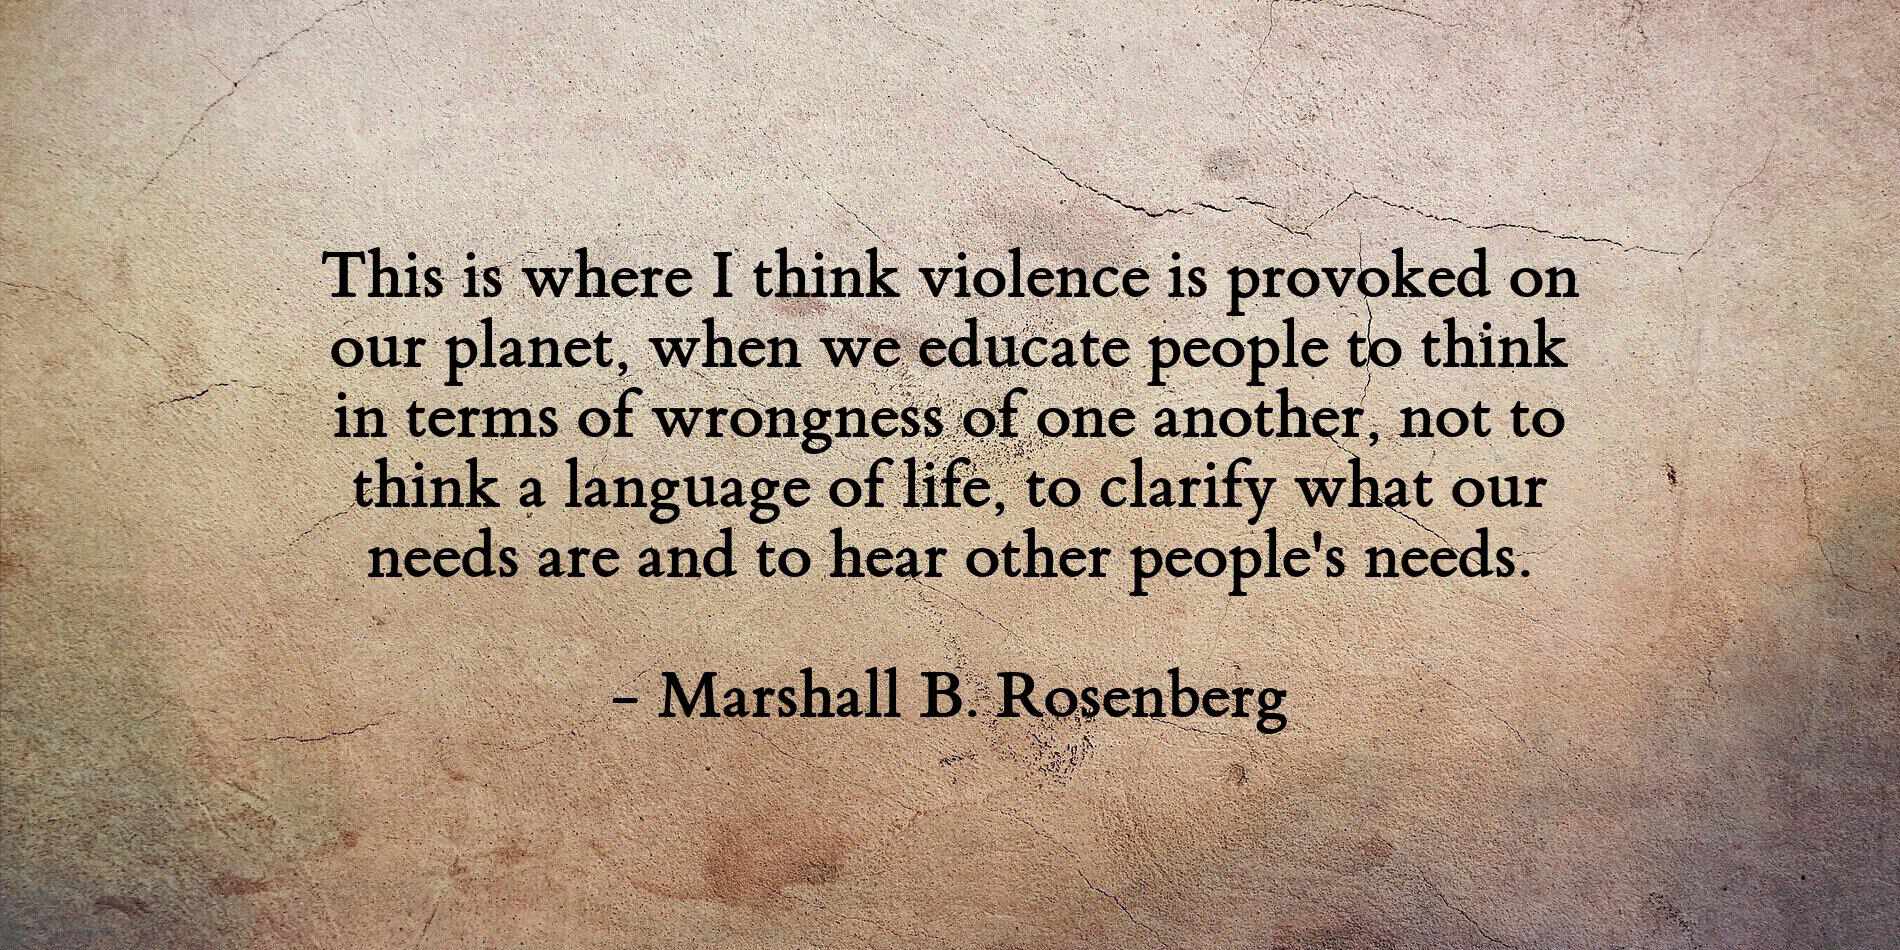 This is where I think violence is provoked on
our planet, when we educate people to think
in terms of wrongness of one another, not to
think a language of life, to clarify what our
needs are and to hear other people's needs.
- Marshall B. Rosenberg